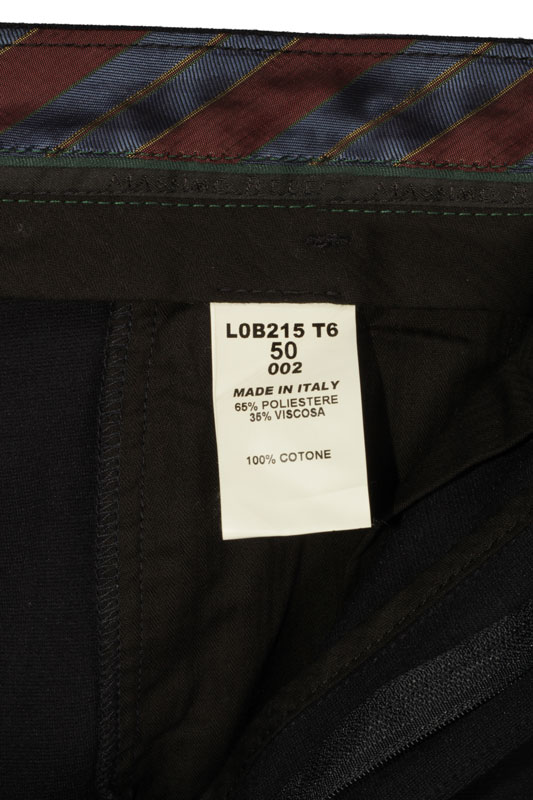 L0B215 T6
50
002
MADE IN ITALY
65% POLIESTERE
35% VISCOSA
100% COTONE